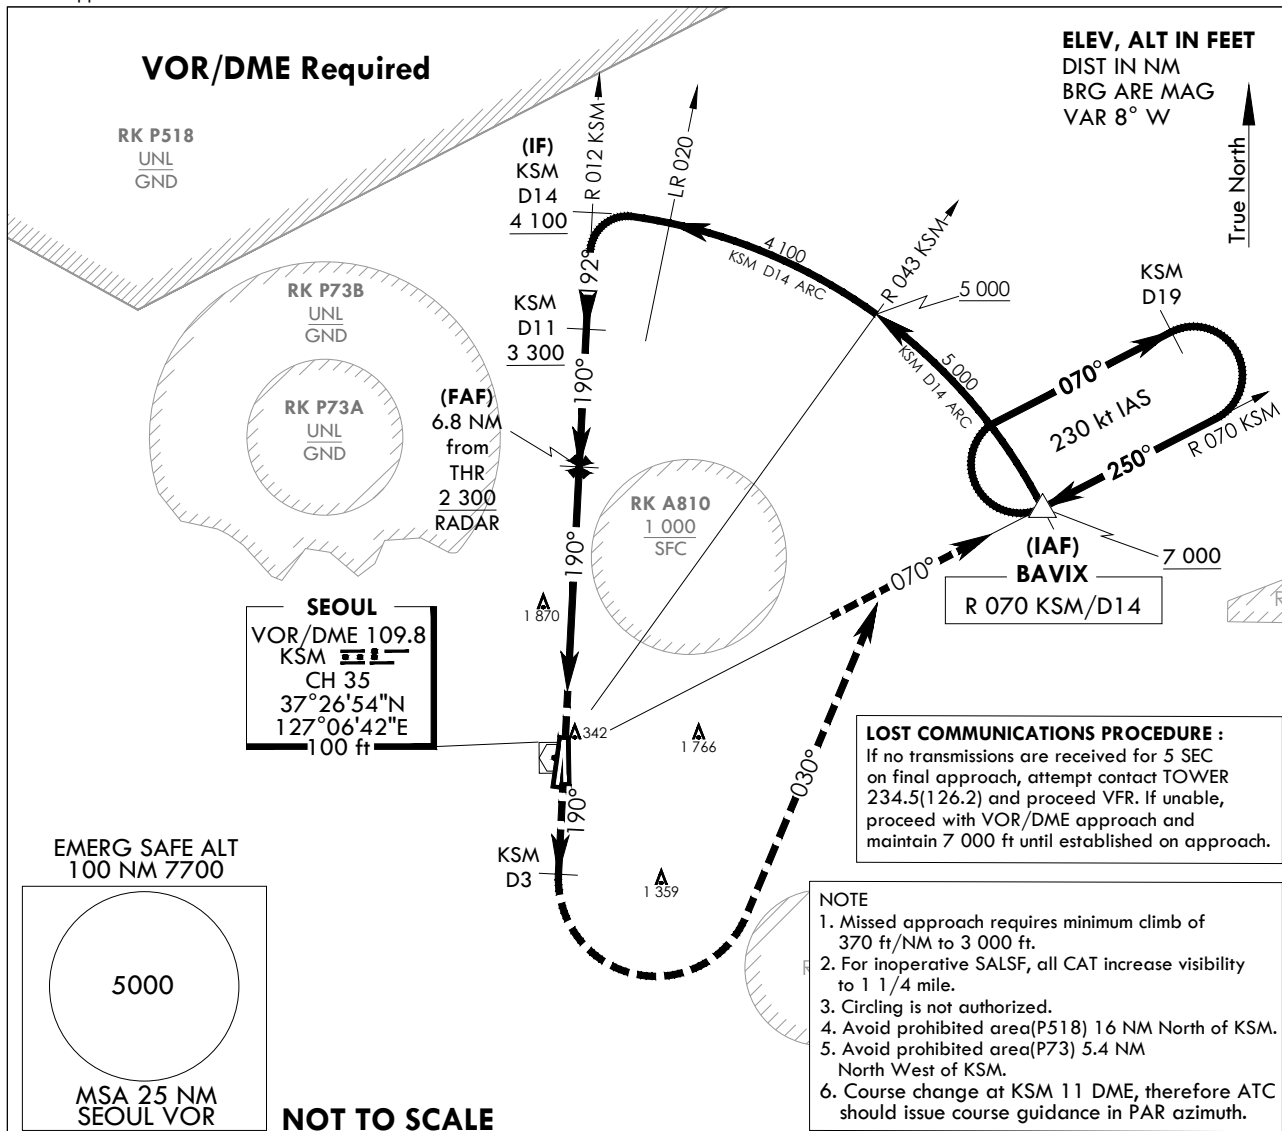 VOR/DME Required
ELEV, ALT IN FEET
DIST IN NM
BRG ARE MAG
VAR 8° W
True North
RK P518
UNL
GND
(IF)
KSM
D14
4 100
R 012 KSM
LR 020
4 100
KSM D14 ARC
R 043 KSM
5 000
5 000
KSM D14 ARC
KSM
D19
070°
230 kt IAS
250°
R 070 KSM
RK P73B
UNL
GND
RK P73A
UNL
GND
KSM
D11
3 300
190°
(FAF)
6.8 NM
from
THR
2 300
RADAR
RK A810
1 000
SFC
190°
070°
(IAF)
BAVIX
R 070 KSM/D14
7 000
1 870
SEOUL
VOR/DME 109.8
KSM
CH 35
37°26'54"N
127°06'42"E
100 ft
342
1 766
030°
190°
KSM
D3
1 359
LOST COMMUNICATIONS PROCEDURE :
If no transmissions are received for 5 SEC
on final approach, attempt contact TOWER
234.5(126.2) and proceed VFR. If unable,
proceed with VOR/DME approach and
maintain 7 000 ft until established on approach.
EMERG SAFE ALT
100 NM 7700
5000
MSA 25 NM
SEOUL VOR
NOT TO SCALE
NOTE
1. Missed approach requires minimum climb of
370 ft/NM to 3 000 ft.
2. For inoperative SALSF, all CAT increase visibility
to 1 1/4 mile.
3. Circling is not authorized.
4. Avoid prohibited area(P518) 16 NM North of KSM.
5. Avoid prohibited area(P73) 5.4 NM
North West of KSM.
6. Course change at KSM 11 DME, therefore ATC
should issue course guidance in PAR azimuth.